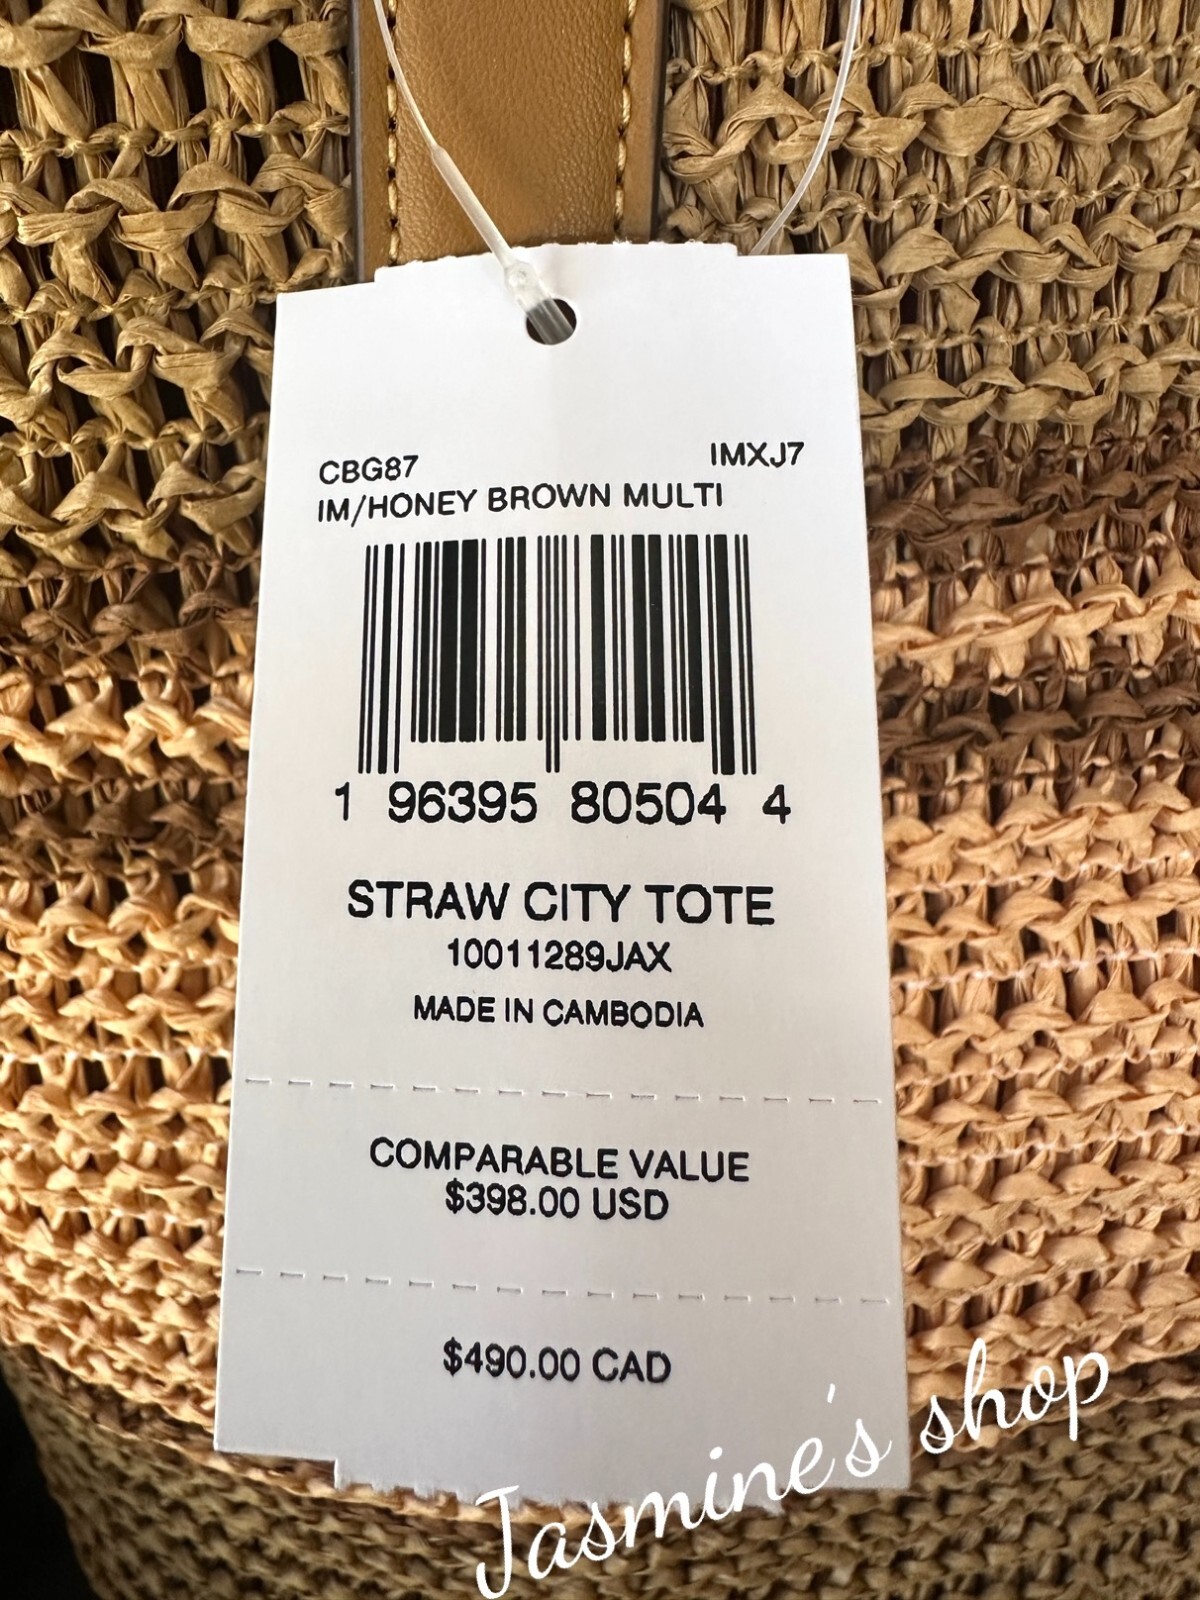 CBG87 IMXJ7
IM/HONEY BROWN MULTI
1 96395 80504 4
STRAW CITY TOTE
10011289JAX
MADE IN CAMBODIA
COMPARABLE VALUE
$398.00 USD
$490.00 CAD
Jasmine's shop